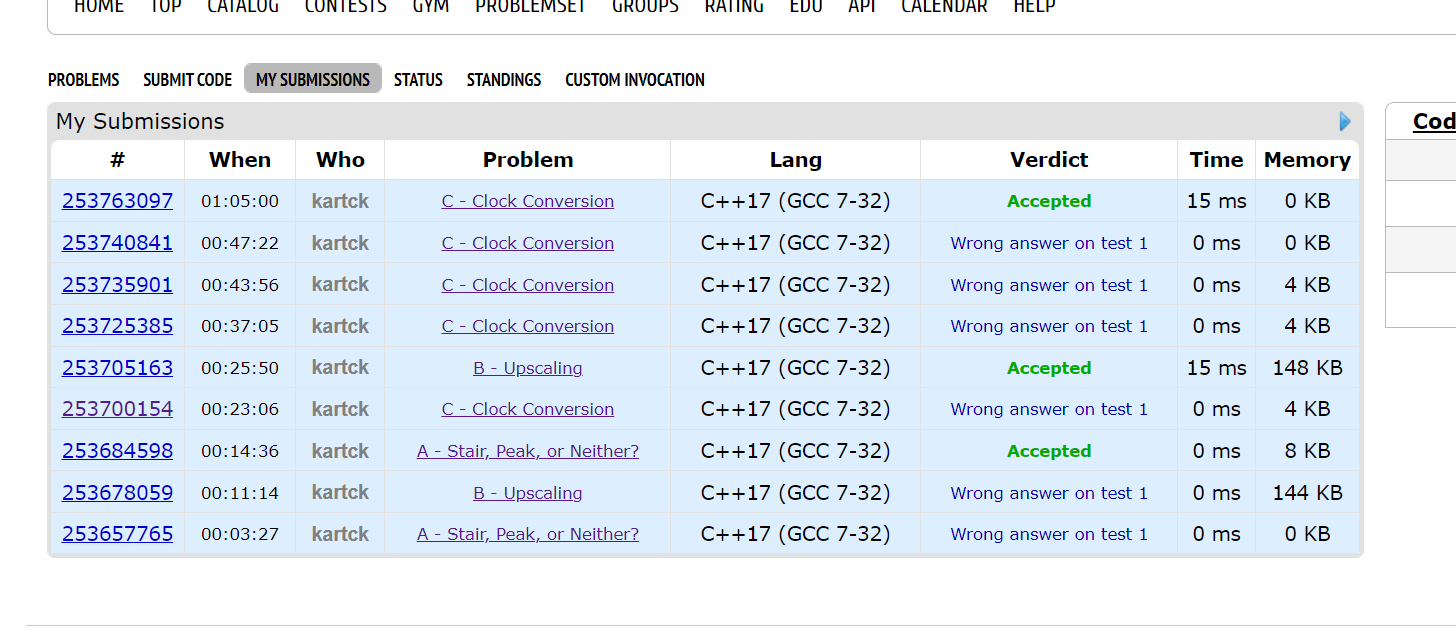 HOME TOP CATALOG CONTESTS GYM PROBLEMSET GROUPS RATING EDU API CALENDAR HELP
PROBLEMS SUBMIT CODE MY SUBMISSIONS STATUS STANDINGS CUSTOM INVOCATION
My Submissions
Cod
# When Who Problem Lang Verdict Time Memory
253763097 01:05:00 kartck C - Clock Conversion C++17 (GCC 7-32) Accepted 15 ms 0 KB
253740841 00:47:22 kartck C - Clock Conversion C++17 (GCC 7-32) Wrong answer on test 1 0 ms 0 KB
253735901 00:43:56 kartck C - Clock Conversion C++17 (GCC 7-32) Wrong answer on test 1 0 ms 4 KB
253725385 00:37:05 kartck C - Clock Conversion C++17 (GCC 7-32) Wrong answer on test 1 0 ms 4 KB
253705163 00:25:50 kartck B - Upscaling C++17 (GCC 7-32) Accepted 15 ms 148 KB
253700154 00:23:06 kartck C - Clock Conversion C++17 (GCC 7-32) Wrong answer on test 1 0 ms 4 KB
253684598 00:14:36 kartck A - Stair, Peak, or Neither? C++17 (GCC 7-32) Accepted 0 ms 8 KB
253678059 00:11:14 kartck B - Upscaling C++17 (GCC 7-32) Wrong answer on test 1 0 ms 144 KB
253657765 00:03:27 kartck A - Stair, Peak, or Neither? C++17 (GCC 7-32) Wrong answer on test 1 0 ms 0 KB